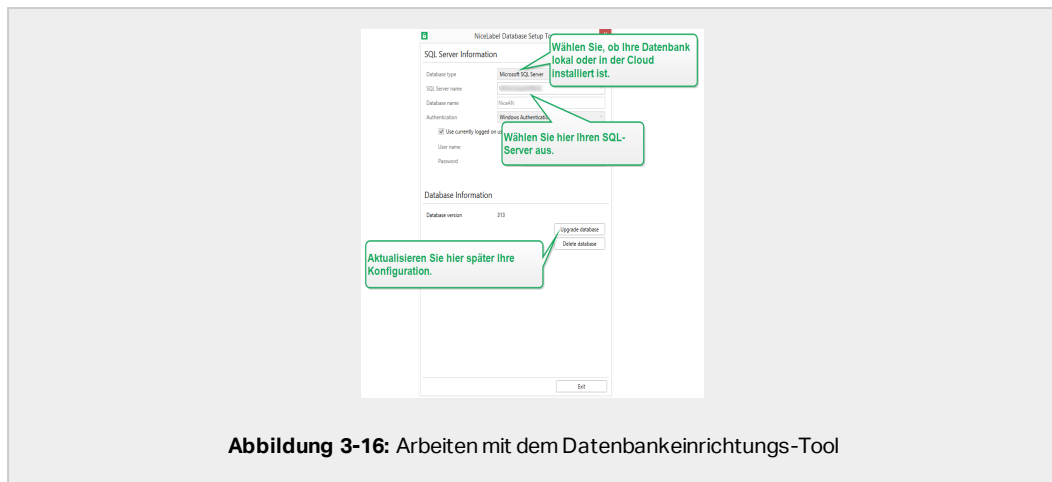 NiceLabel Database Setup To
Wählen Sie, ob Ihre Datenbank
lokal oder in der Cloud
installiert ist.
SQL Server Information
Database type
Microsoft SQL Server
SQL Server name
Database name
NiceAN
Authentication
Windows Authenticatio
Use currently logged on us
Wählen Sie hier Ihren SQL-
Server aus.
User name
Password
Database Information
Database version
313
Upgrade database
Delete database
Aktualisieren Sie hier später Ihre
Konfiguration.
Exit
Abbildung 3-16: Arbeiten mit dem Datenbankeinrichtungs-Tool